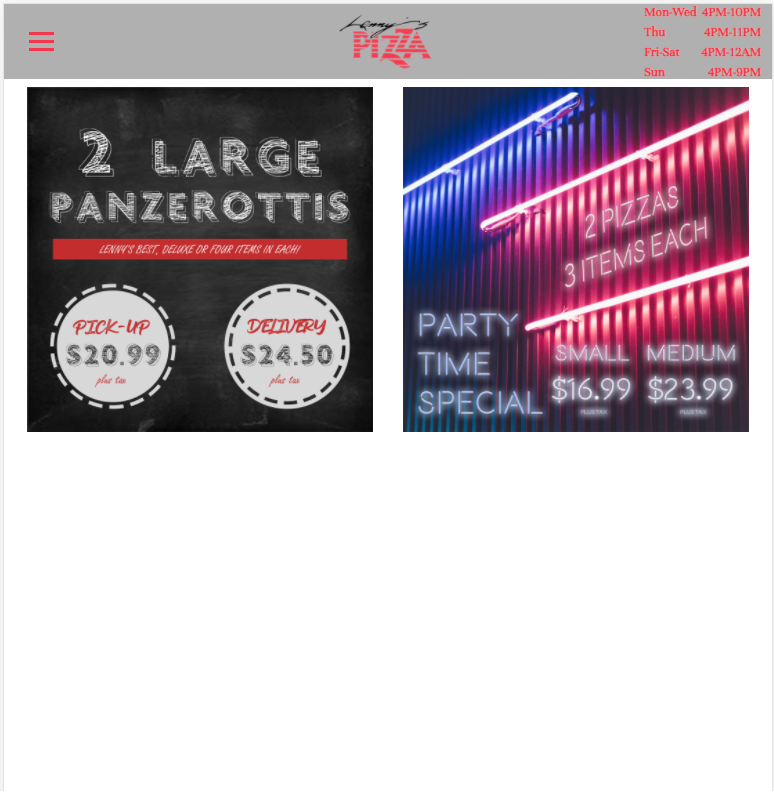 Lenny's
PIZZA
Mon-Wed 4PM-10PM
Thu 4PM-11PM
Fri-Sat 4PM-12AM
Sun 4PM-9PM
2 LARGE
PANZEROTTIS
LENNY'S BEST, DELUXE OR FOUR ITEMS IN EACH!
PICK-UP
$20.99
plus tax
DELIVERY
$24.50
plus tax
2 PIZZAS
3 ITEMS EACH
PARTY
TIME
SPECIAL
SMALL
$16.99
PLUS TAX
MEDIUM
$23.99
PLUS TAX